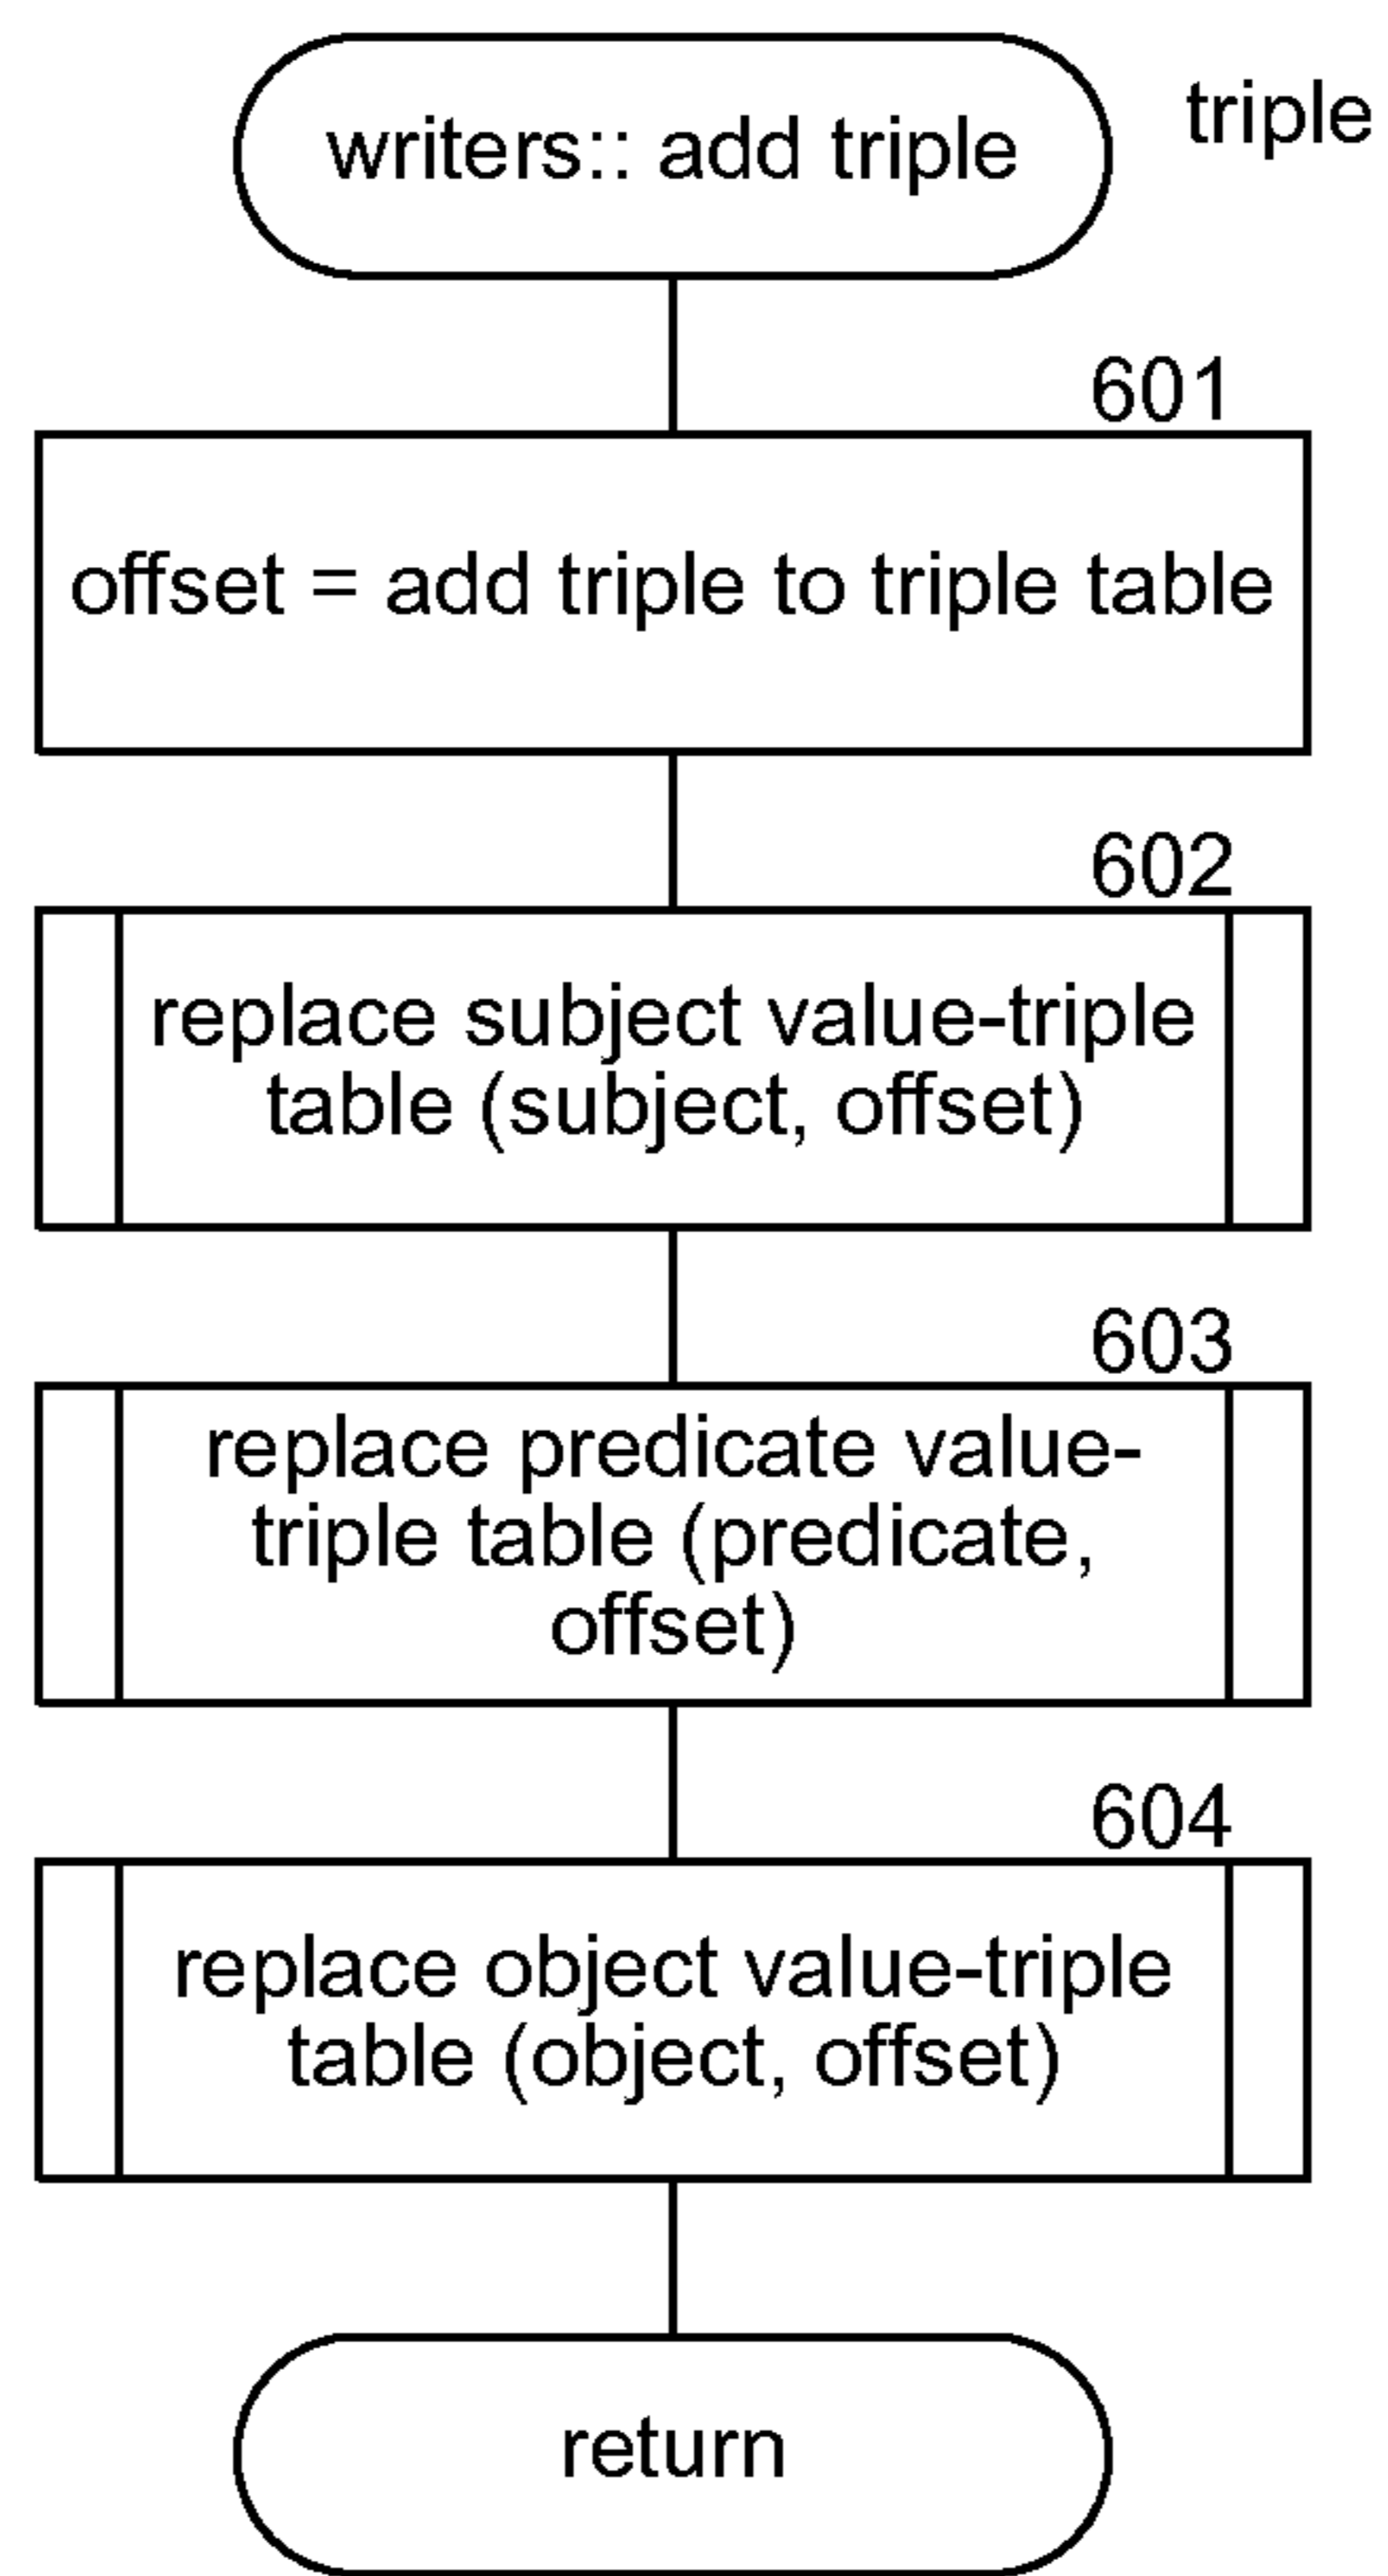 writers:: add triple
triple
601
offset = add triple to triple table
602
replace subject value-triple
table (subject, offset)
603
replace predicate value-
triple table (predicate,
offset)
604
replace object value-triple
table (object, offset)
return